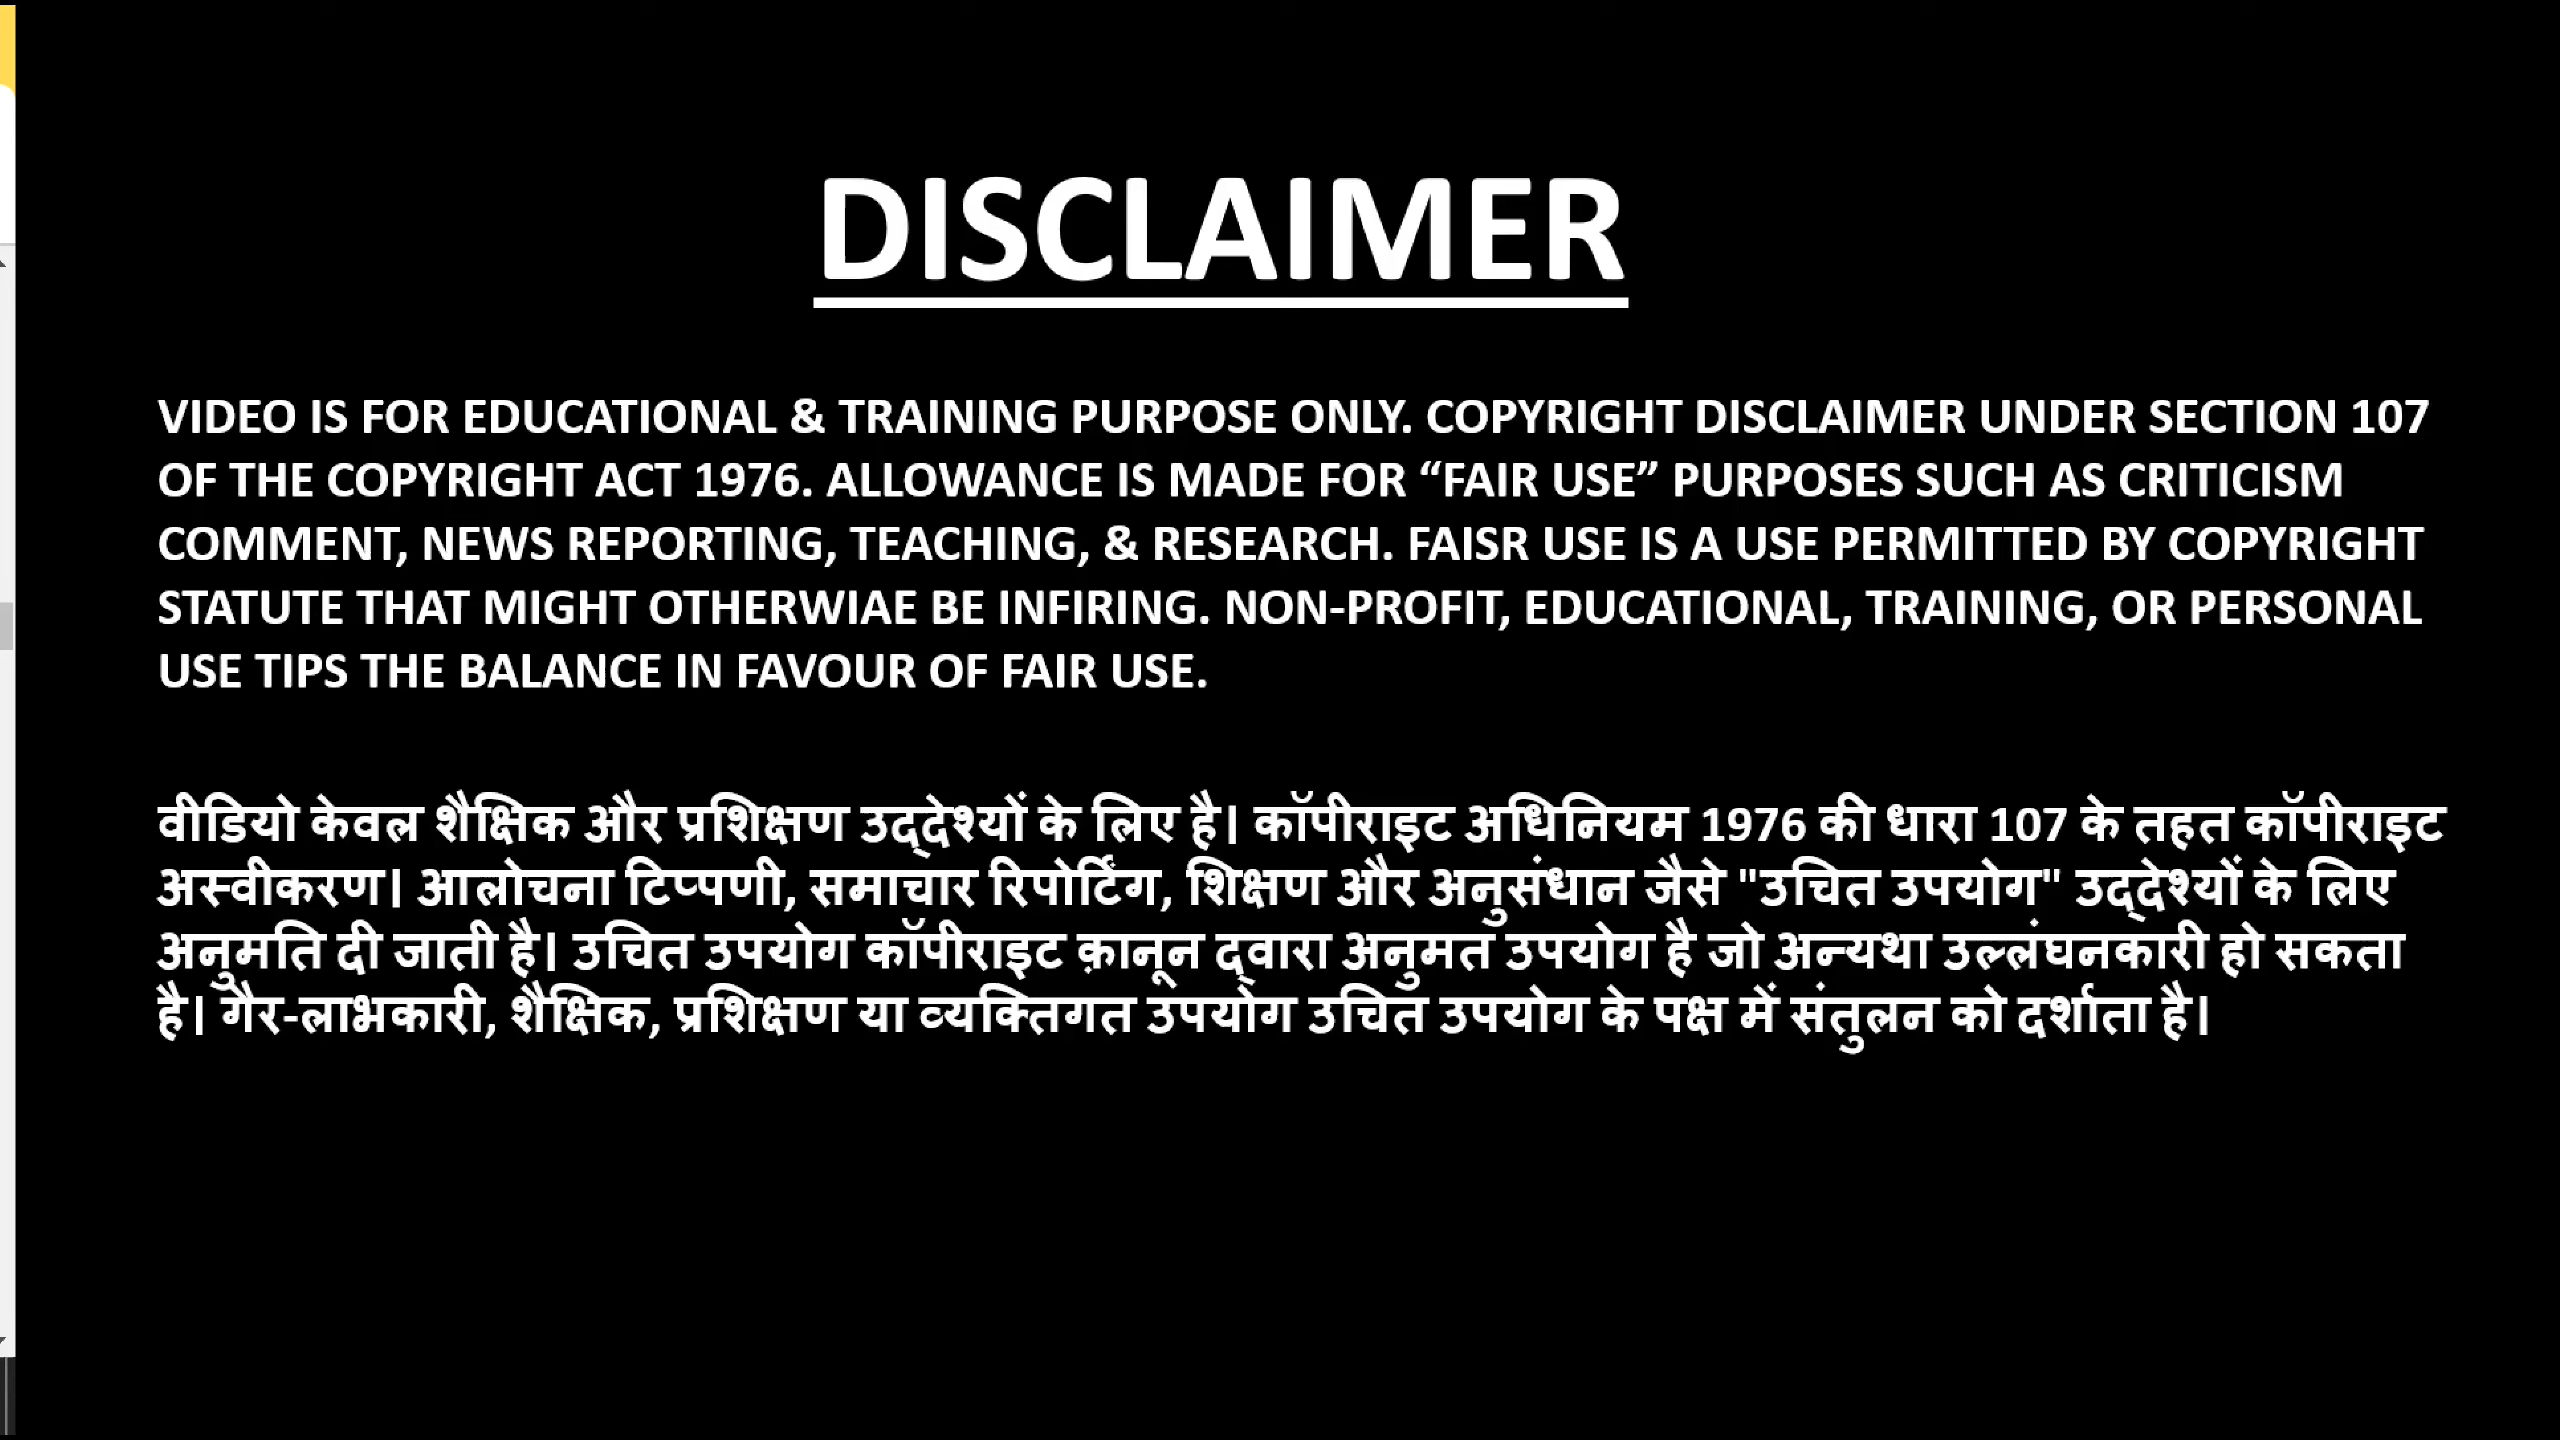 DISCLAIMER
VIDEO IS FOR EDUCATIONAL & TRAINING PURPOSE ONLY. COPYRIGHT DISCLAIMER UNDER SECTION 107
OF THE COPYRIGHT ACT 1976. ALLOWANCE IS MADE FOR “FAIR USE” PURPOSES SUCH AS CRITICISM
COMMENT, NEWS REPORTING, TEACHING, & RESEARCH. FAISR USE IS A USE PERMITTED BY COPYRIGHT
STATUTE THAT MIGHT OTHERWIAE BE INFIRING. NON-PROFIT, EDUCATIONAL, TRAINING, OR PERSONAL
USE TIPS THE BALANCE IN FAVOUR OF FAIR USE.
वीडियो केवल शैक्षिक और प्रशिक्षण उद्देश्यों के लिए है। कॉपीराइट अधिनियम 1976 की धारा 107 के तहत कॉपीराइट
अस्वीकरण। आलोचना टिप्पणी, समाचार रिपोर्टिंग, शिक्षण और अनुसंधान जैसे "उचित उपयोग" उद्देश्यों के लिए
अनुमति दी जाती है। उचित उपयोग कॉपीराइट क़ानून द्वारा अनुमत उपयोग है जो अन्यथा उल्लंघनकारी हो सकता
है। गैर-लाभकारी, शैक्षिक, प्रशिक्षण या व्यक्तिगत उपयोग उचित उपयोग के पक्ष में संतुलन को दर्शाता है।